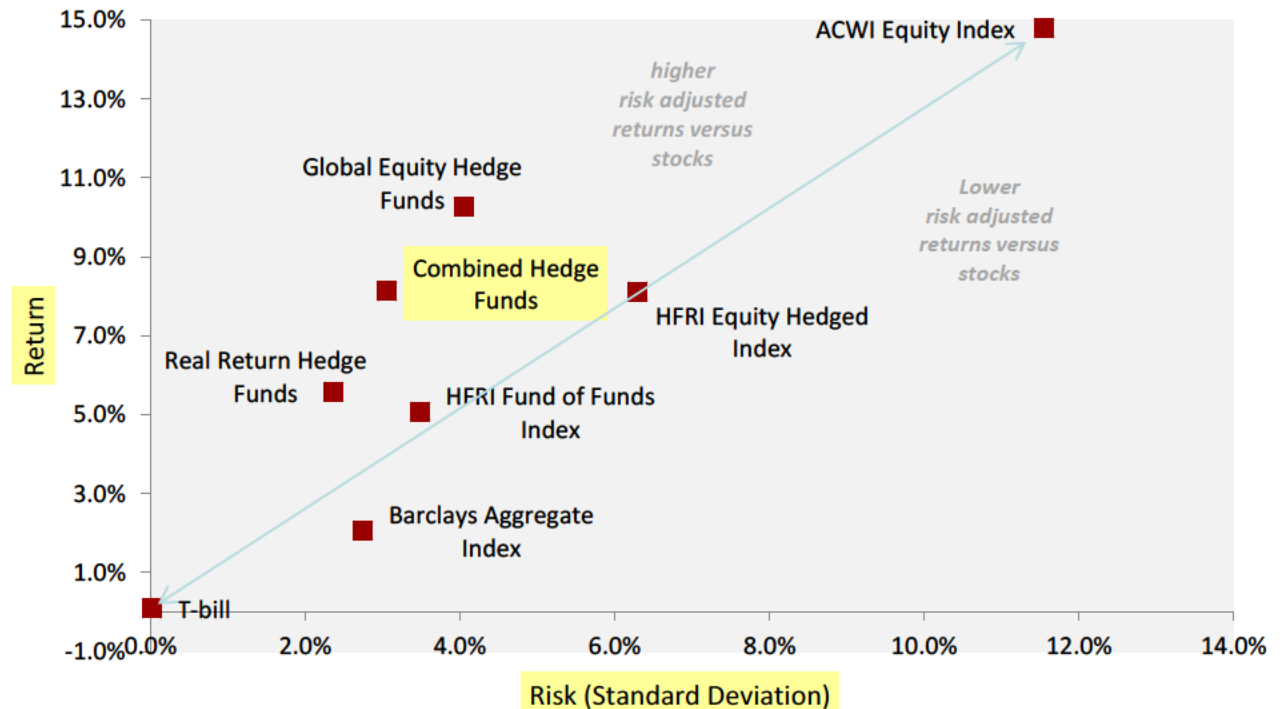 15.0%
ACWI Equity Index
higher
risk adjusted
returns versus
stocks
13.0%
Global Equity Hedge
Funds
11.0%
Lower
risk adjusted
returns versus
stocks
9.0%
Combined Hedge
Funds
HFRI Equity Hedged
Index
7.0%
Return
Real Return Hedge
Funds
HFRI Fund of Funds
Index
5.0%
3.0%
Barclays Aggregate
Index
1.0%
T-bill
-1.0%
0.0% 2.0% 4.0% 6.0% 8.0% 10.0% 12.0% 14.0%
Risk (Standard Deviation)